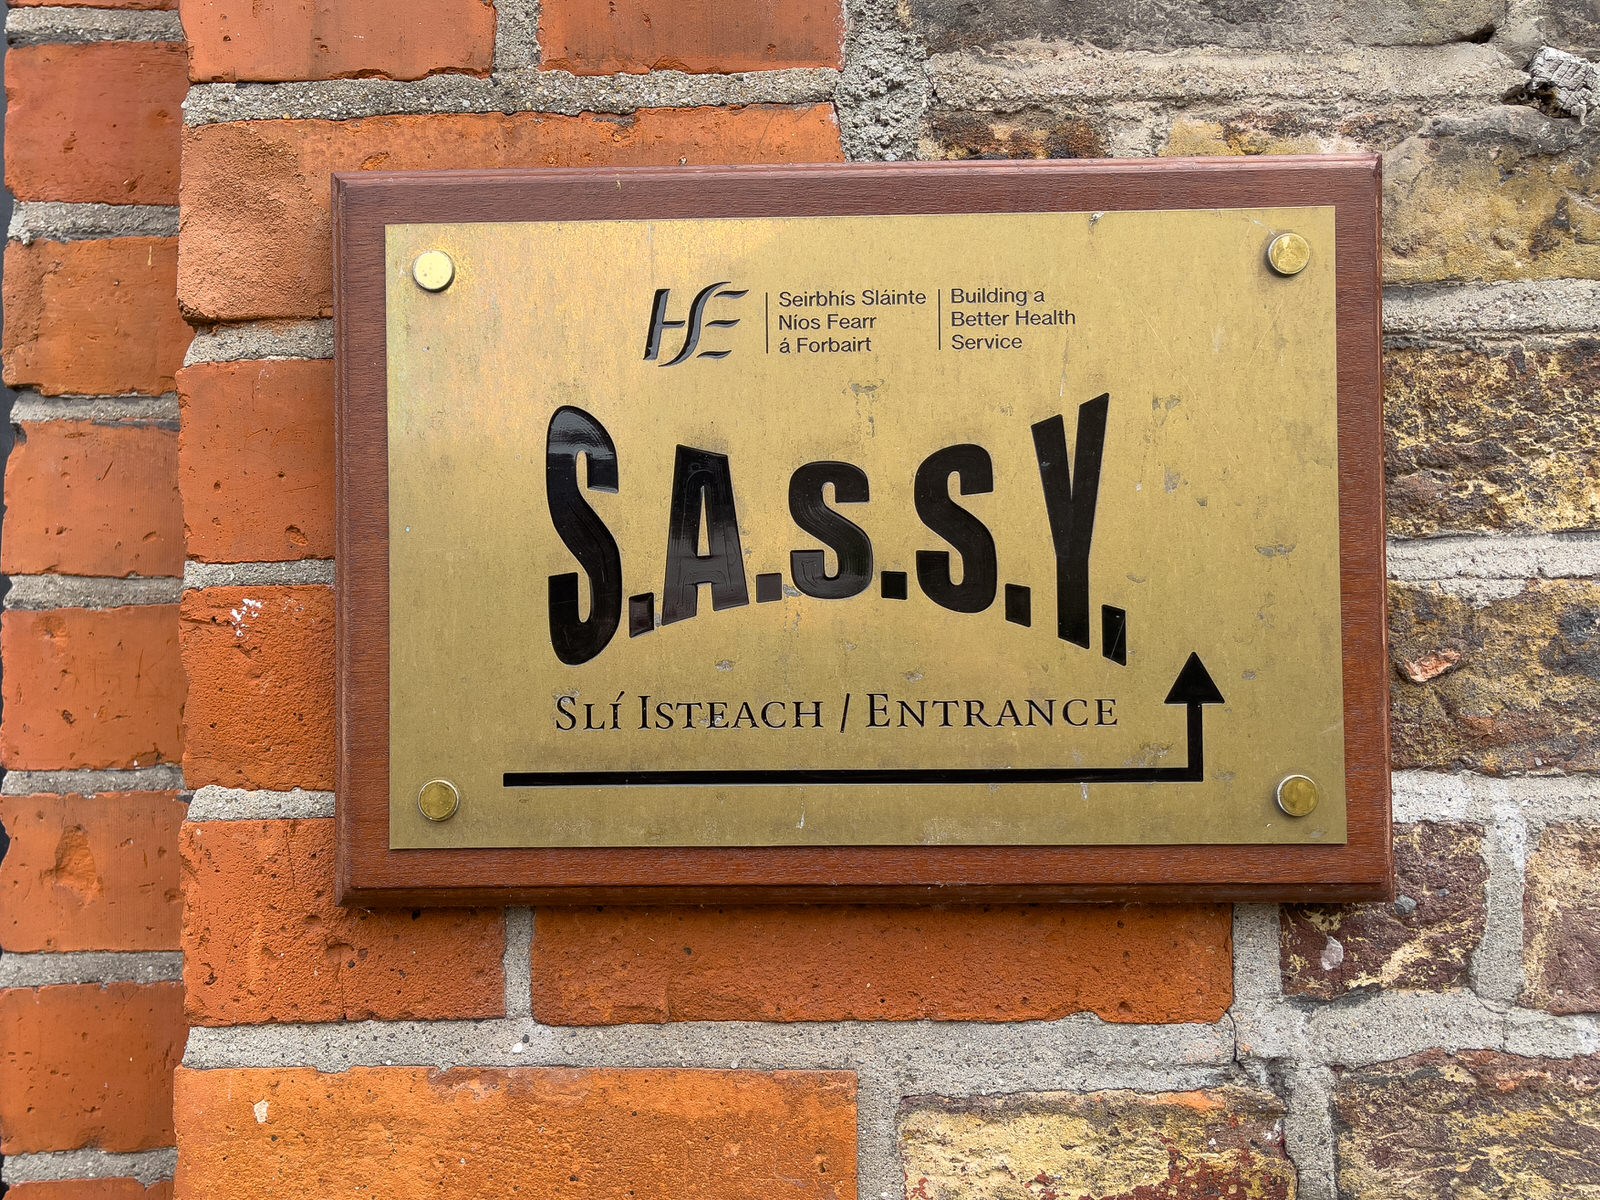 HSE
Seirbhís Sláinte
Níos Fearr
á Forbairt
Building a
Better Health
Service
S.A.S.S.Y.
Slí Isteach / Entrance